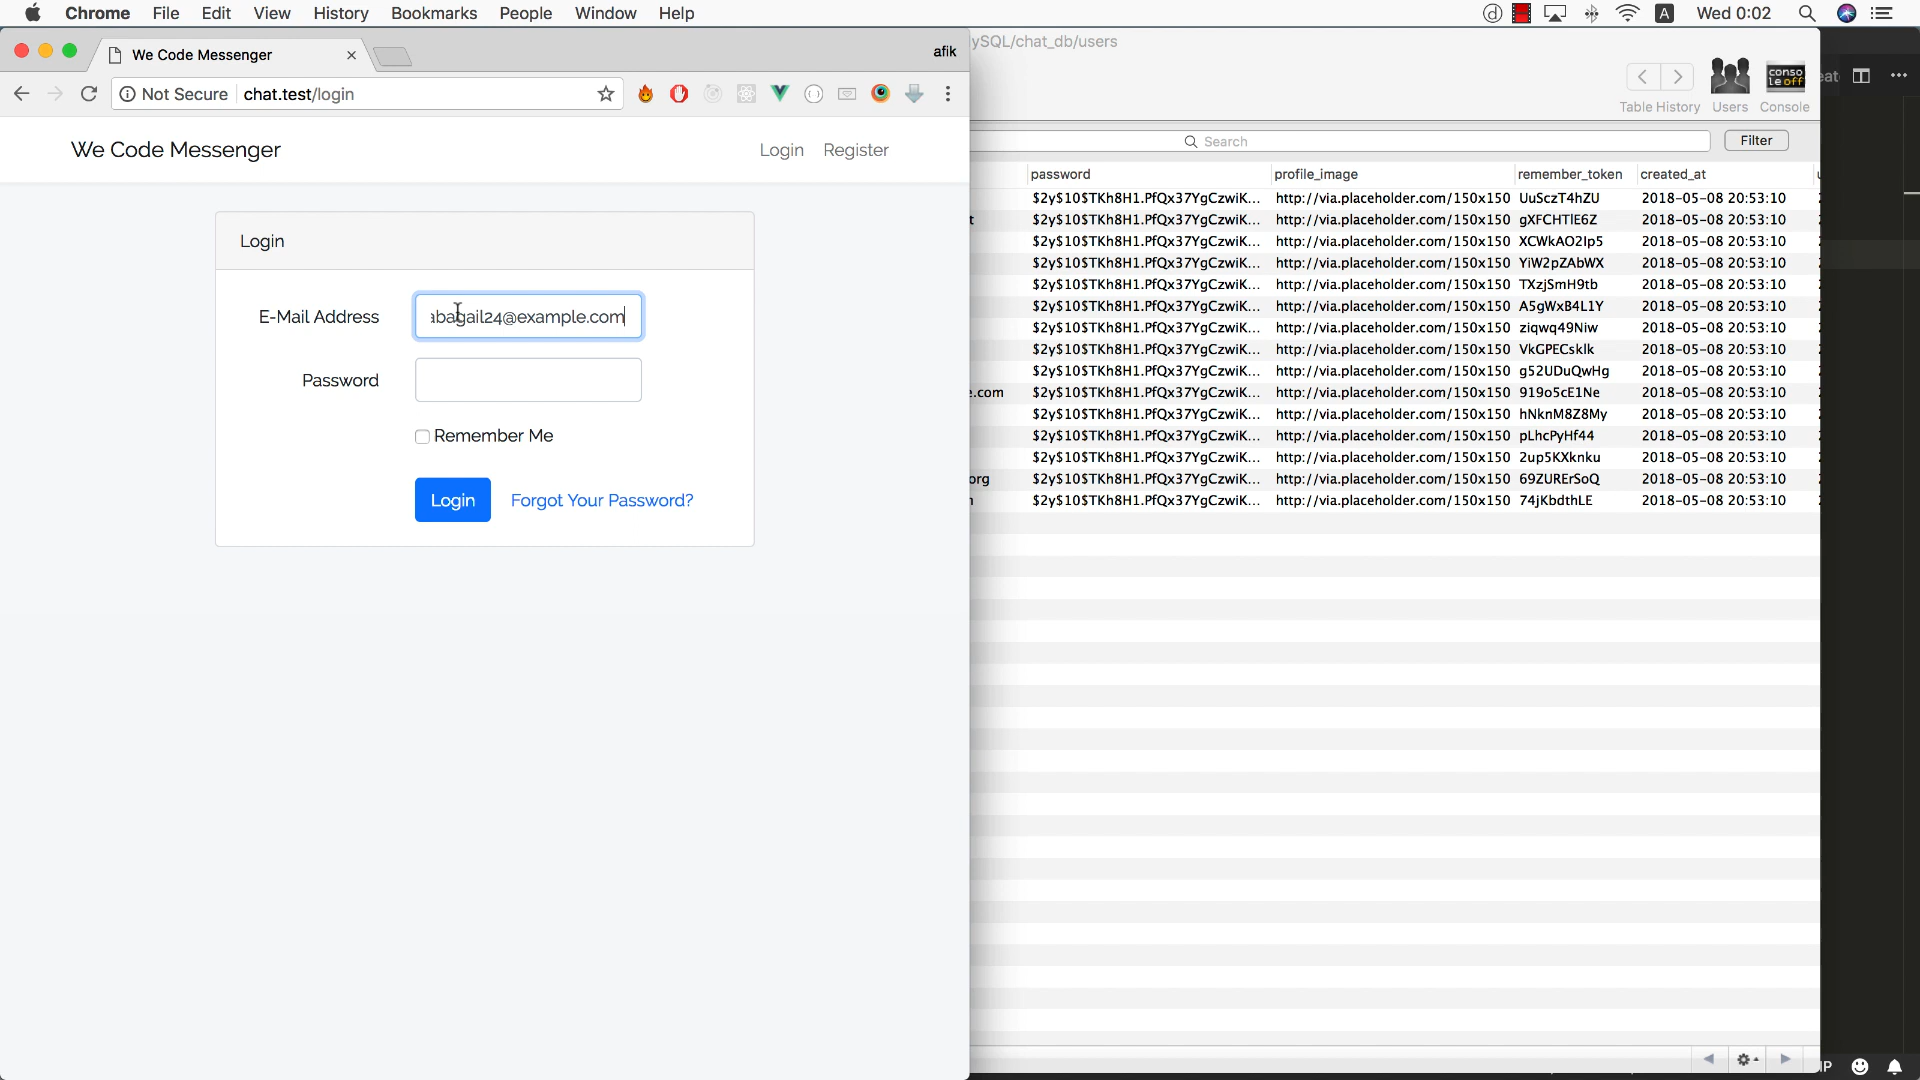 Chrome File Edit View History Bookmarks People Window Help
A Wed 0:02
We Code Messenger
afik
Not Secure chat.test/login
We Code Messenger
Login Register
Login
E-Mail Address
abagail24@example.com
Password
Remember Me
Login Forgot Your Password?
ySQL/chat_db/users
conso
le off
Table History Users Console
Search
Filter
password profile_image remember_token created_at
$2y$10$TKh8H1.PfQx37YgCzwiK... http://via.placeholder.com/150x150 UuSczT4hZU 2018-05-08 20:53:10
t $2y$10$TKh8H1.PfQx37YgCzwiK... http://via.placeholder.com/150x150 gXFCHTlE6Z 2018-05-08 20:53:10
$2y$10$TKh8H1.PfQx37YgCzwiK... http://via.placeholder.com/150x150 XCWkAO2Ip5 2018-05-08 20:53:10
$2y$10$TKh8H1.PfQx37YgCzwiK... http://via.placeholder.com/150x150 YiW2pZAbWX 2018-05-08 20:53:10
$2y$10$TKh8H1.PfQx37YgCzwiK... http://via.placeholder.com/150x150 TXzjSmH9tb 2018-05-08 20:53:10
$2y$10$TKh8H1.PfQx37YgCzwiK... http://via.placeholder.com/150x150 A5gWxB4L1Y 2018-05-08 20:53:10
$2y$10$TKh8H1.PfQx37YgCzwiK... http://via.placeholder.com/150x150 ziqwq49Niw 2018-05-08 20:53:10
$2y$10$TKh8H1.PfQx37YgCzwiK... http://via.placeholder.com/150x150 VkGPECsklk 2018-05-08 20:53:10
$2y$10$TKh8H1.PfQx37YgCzwiK... http://via.placeholder.com/150x150 g52UDuQwHg 2018-05-08 20:53:10
e.com $2y$10$TKh8H1.PfQx37YgCzwiK... http://via.placeholder.com/150x150 919o5cE1Ne 2018-05-08 20:53:10
$2y$10$TKh8H1.PfQx37YgCzwiK... http://via.placeholder.com/150x150 hNknM8Z8My 2018-05-08 20:53:10
$2y$10$TKh8H1.PfQx37YgCzwiK... http://via.placeholder.com/150x150 pLhcPyHf44 2018-05-08 20:53:10
$2y$10$TKh8H1.PfQx37YgCzwiK... http://via.placeholder.com/150x150 2up5KXknku 2018-05-08 20:53:10
org $2y$10$TKh8H1.PfQx37YgCzwiK... http://via.placeholder.com/150x150 69ZURErSoQ 2018-05-08 20:53:10
$2y$10$TKh8H1.PfQx37YgCzwiK... http://via.placeholder.com/150x150 74jKbdthLE 2018-05-08 20:53:10